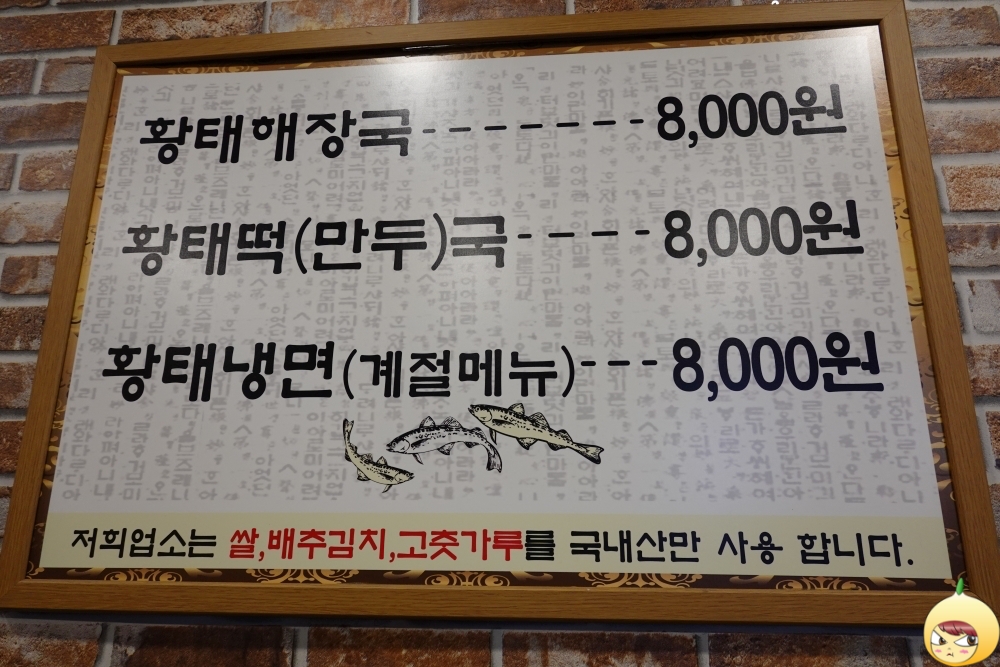 황태해장국-------8,000원
황태떡(만두)국----8,000원
황태냉면(계절메뉴)---8,000원
저희업소는 쌀,배추김치,고춧가루를 국내산만 사용 합니다.